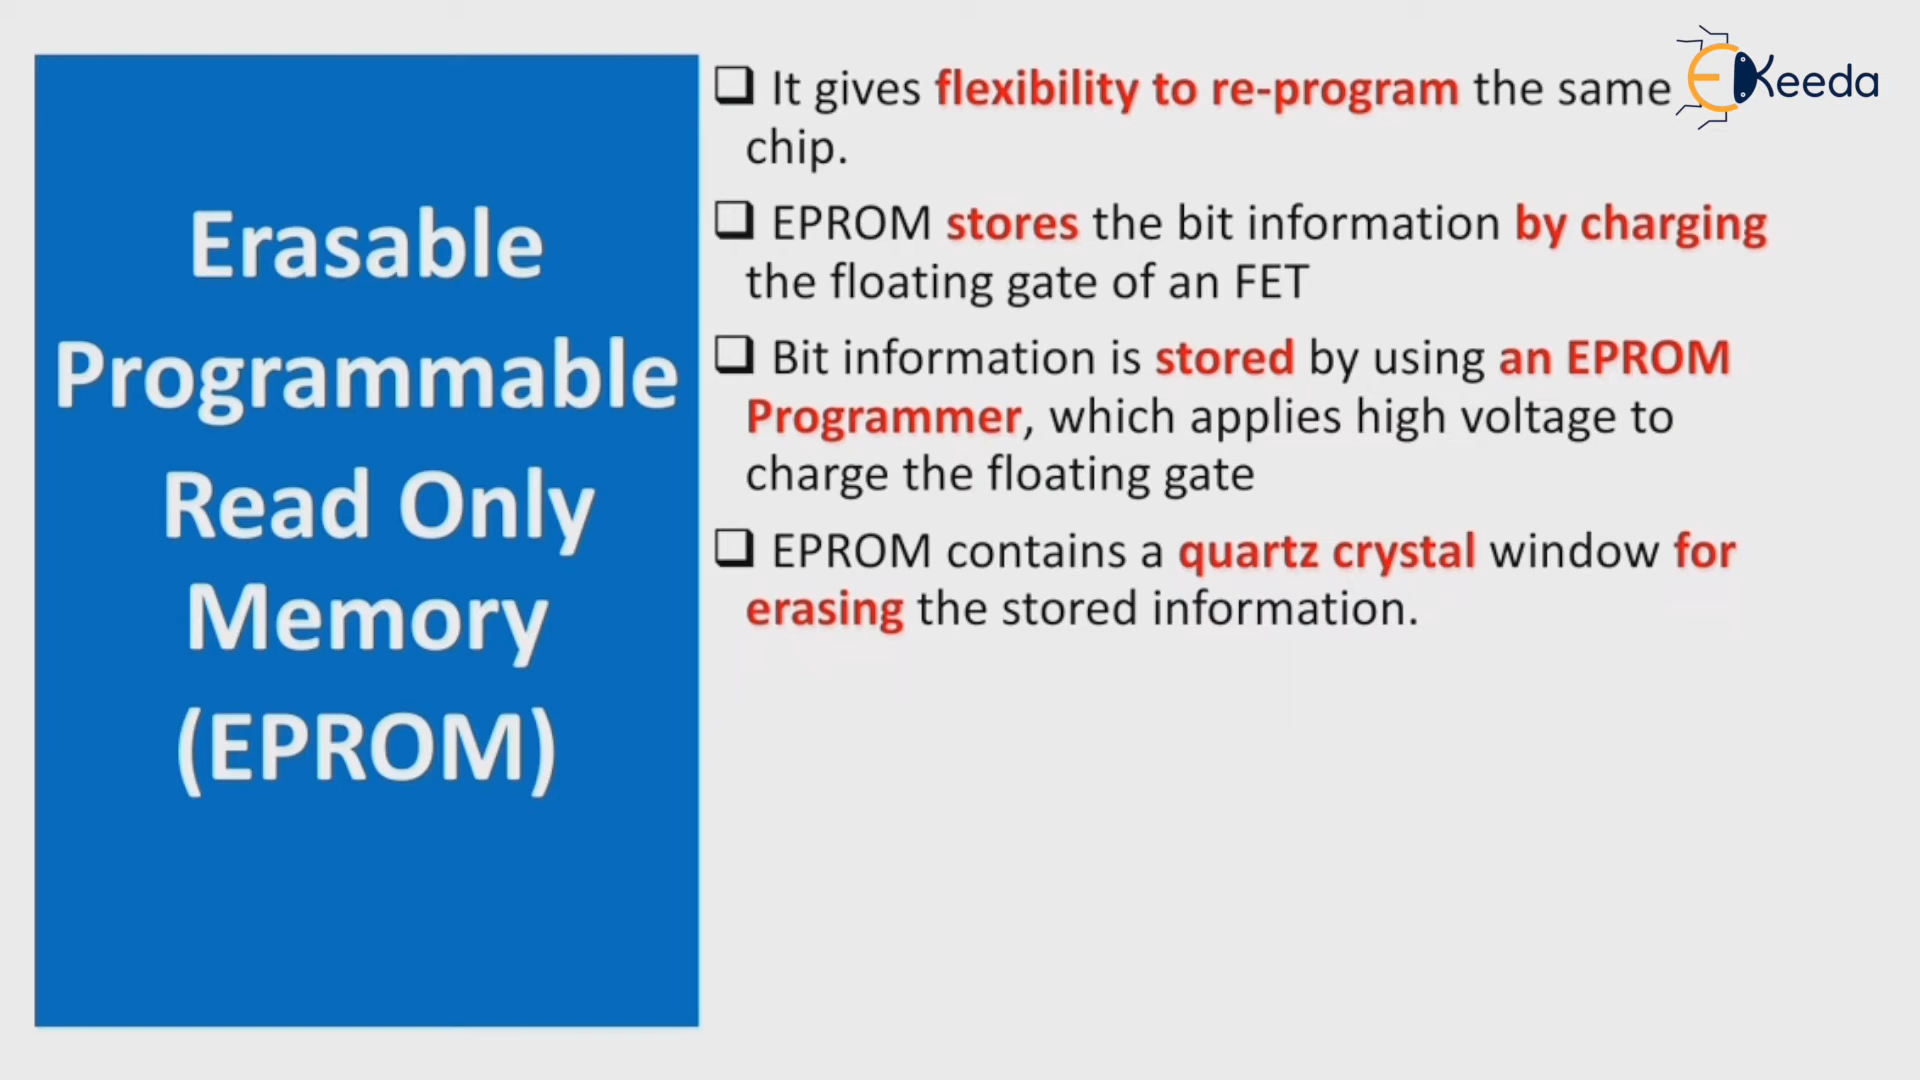 Erasable
Programmable
Read Only
Memory
(EPROM)
It gives flexibility to re-program the same
chip.
EPROM stores the bit information by charging
the floating gate of an FET
Bit information is stored by using an EPROM
Programmer, which applies high voltage to
charge the floating gate
EPROM contains a quartz crystal window for
erasing the stored information.
EKeeda